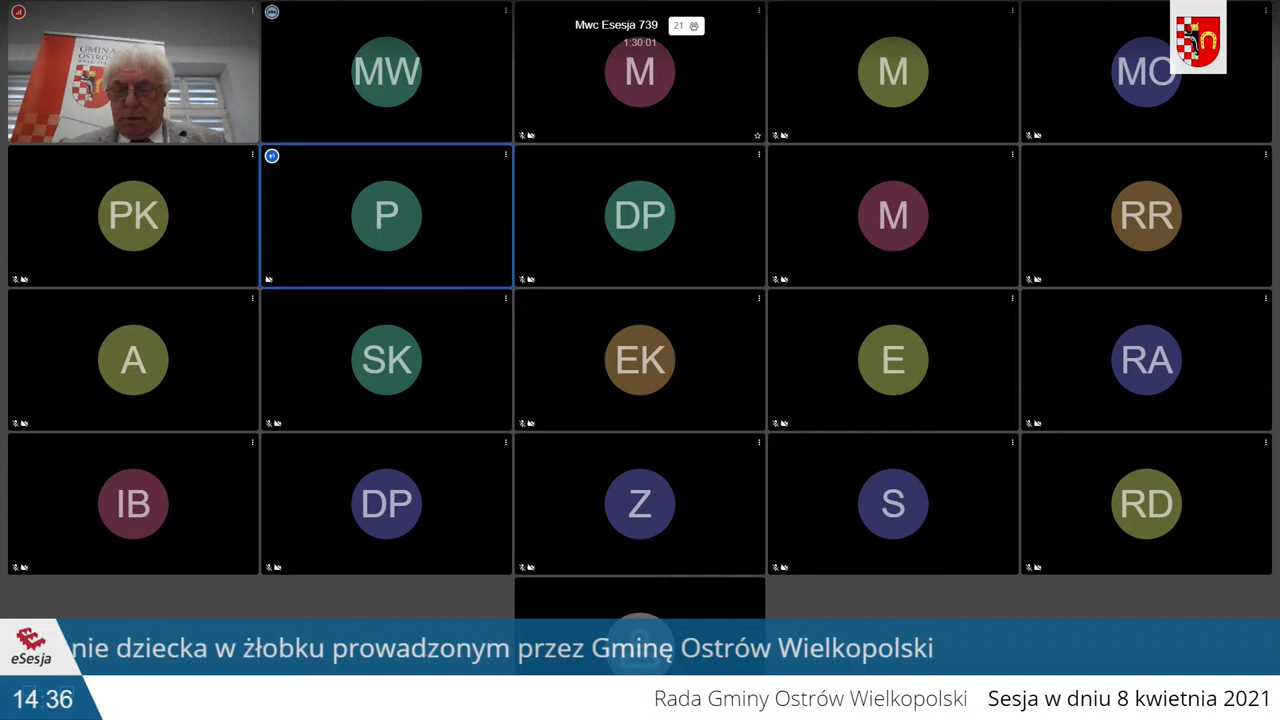 Mwc Esesja 739 21
1:30:01
GMINA
OSTRÓW
MW
M
M
MO
PK
P
DP
M
RR
A
SK
EK
E
RA
IB
DP
Z
S
RD
nie dziecka w żłobku prowadzonym przez Gminę Ostrów Wielkopolski
eSesja
14:36
Rada Gminy Ostrów Wielkopolski Sesja w dniu 8 kwietnia 2021